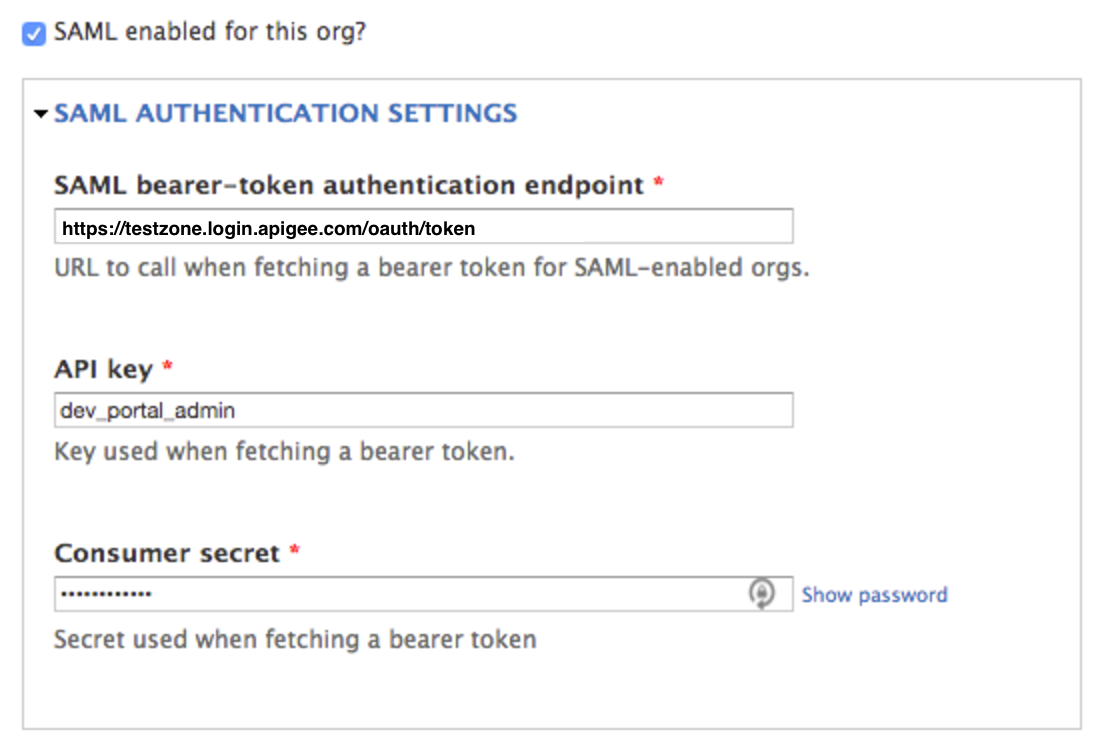 SAML enabled for this org?
SAML AUTHENTICATION SETTINGS
SAML bearer-token authentication endpoint *
https://testzone.login.apigee.com/oauth/token
URL to call when fetching a bearer token for SAML-enabled orgs.
API key *
dev_portal_admin
Key used when fetching a bearer token.
Consumer secret *
•••••••••••• Show password
Secret used when fetching a bearer token